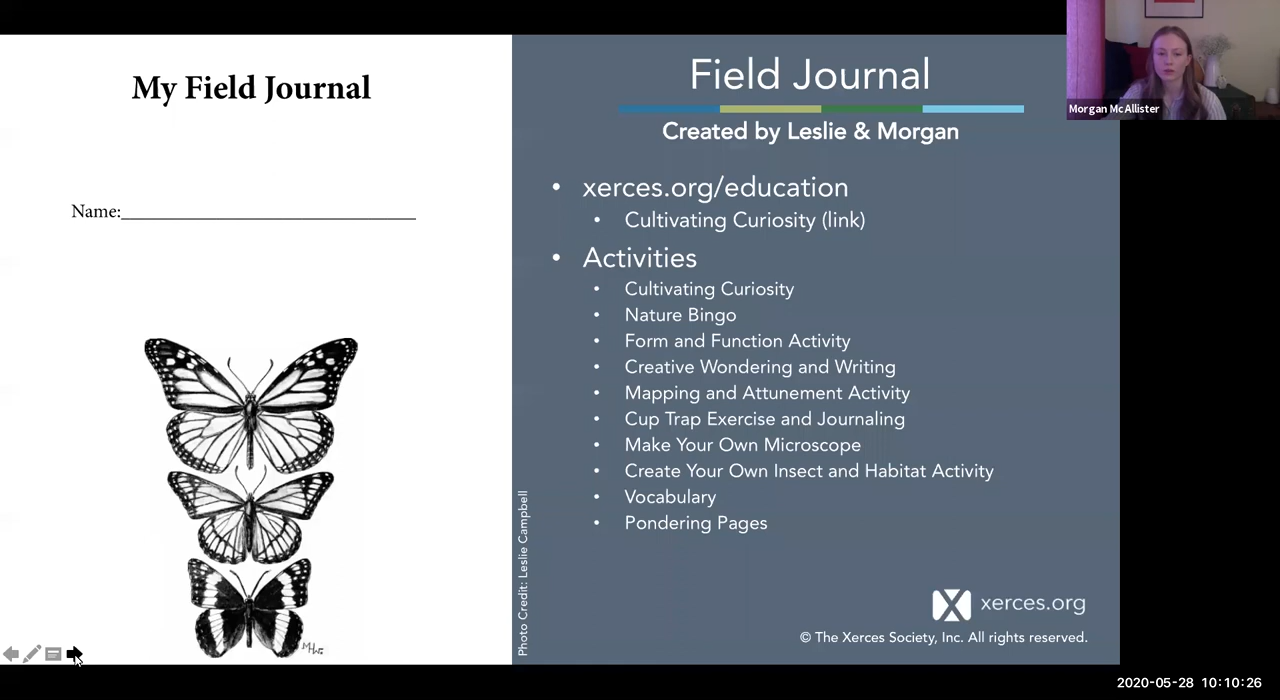 My Field Journal
Name:
Field Journal
Created by Leslie & Morgan
• xerces.org/education
• Cultivating Curiosity (link)
• Activities
• Cultivating Curiosity
• Nature Bingo
• Form and Function Activity
• Creative Wondering and Writing
• Mapping and Attunement Activity
• Cup Trap Exercise and Journaling
• Make Your Own Microscope
• Create Your Own Insect and Habitat Activity
• Vocabulary
• Pondering Pages
Photo Credit: Leslie Campbell
xerces.org
© The Xerces Society, Inc. All rights reserved.
Morgan McAllister
2020-05-28 10:10:26